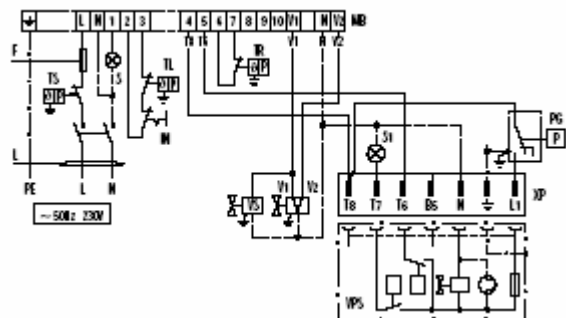 L N 1 2 3 4 5 6 7 8 9 10 V1 N V2 MB
T8 T6 V1 N V2
F
TS P
S
TL
P
IN
TR
P
S1
PG
P
L
PE L N
VS V1 V2
~ 50Hz 230V
T8 T7 T6 B5 N L1 XP
VPS